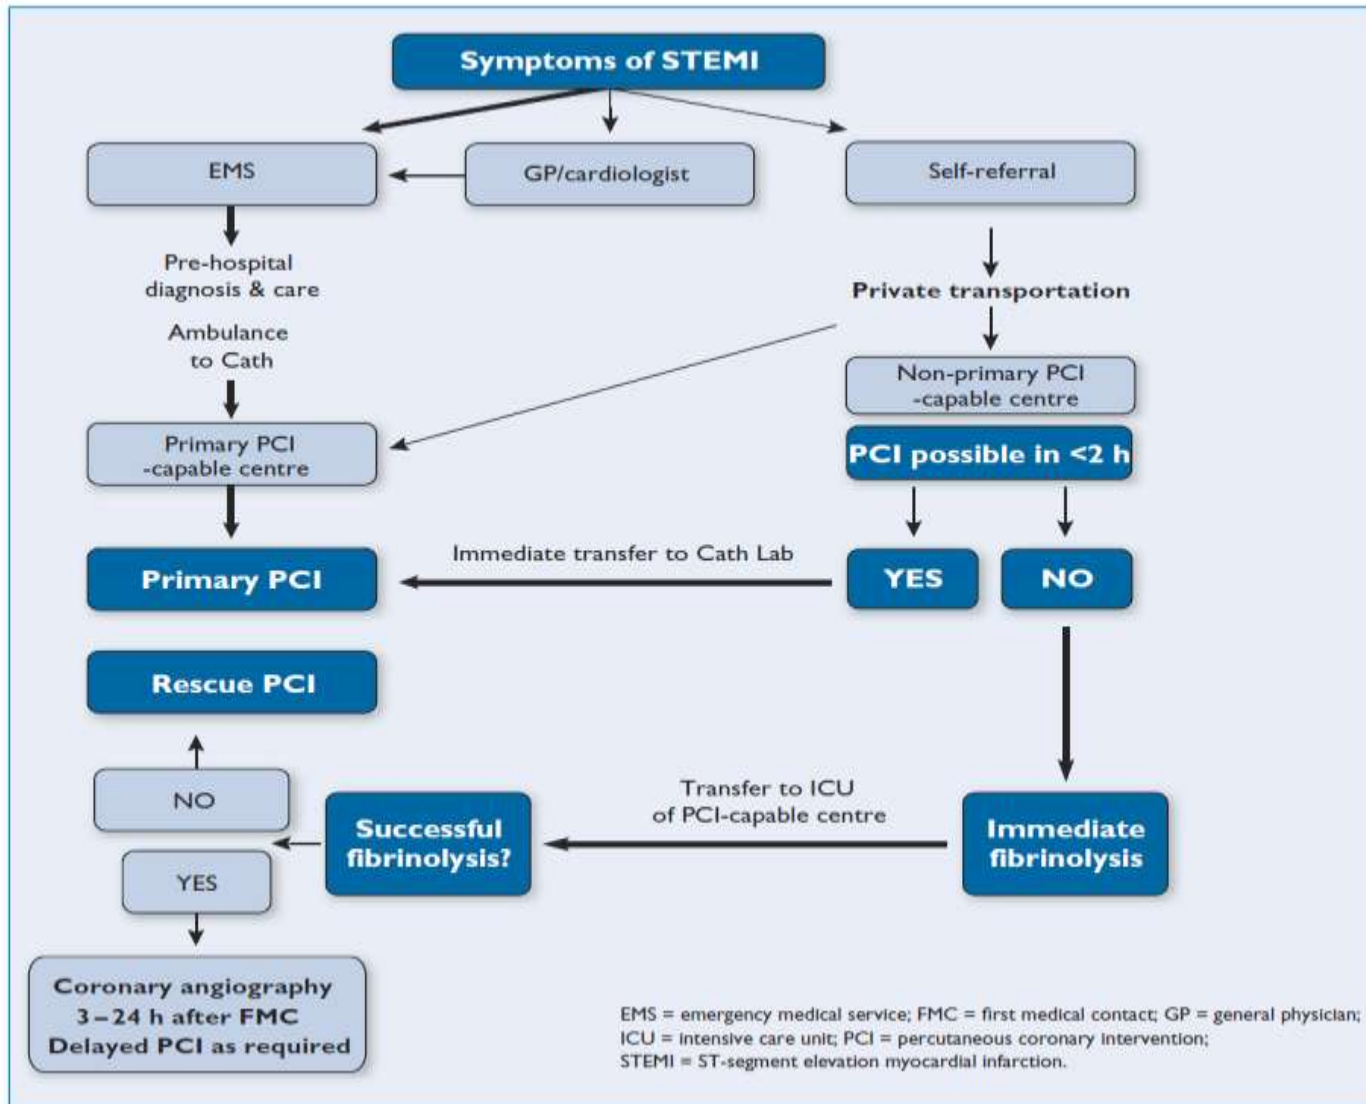 Symptoms of STEMI
EMS
GP/cardiologist
Self-referral
Pre-hospital
diagnosis & care
Private transportation
Ambulance
to Cath
Non-primary PCI
-capable centre
Primary PCI
-capable centre
PCI possible in <2 h
Immediate transfer to Cath Lab
Primary PCI
YES
NO
Rescue PCI
NO
Transfer to ICU
of PCI-capable centre
Successful
fibrinolysis?
Immediate
fibrinolysis
YES
Coronary angiography
3–24 h after FMC
Delayed PCI as required
EMS = emergency medical service; FMC = first medical contact; GP = general physician;
ICU = intensive care unit; PCI = percutaneous coronary intervention;
STEMI = ST-segment elevation myocardial infarction.